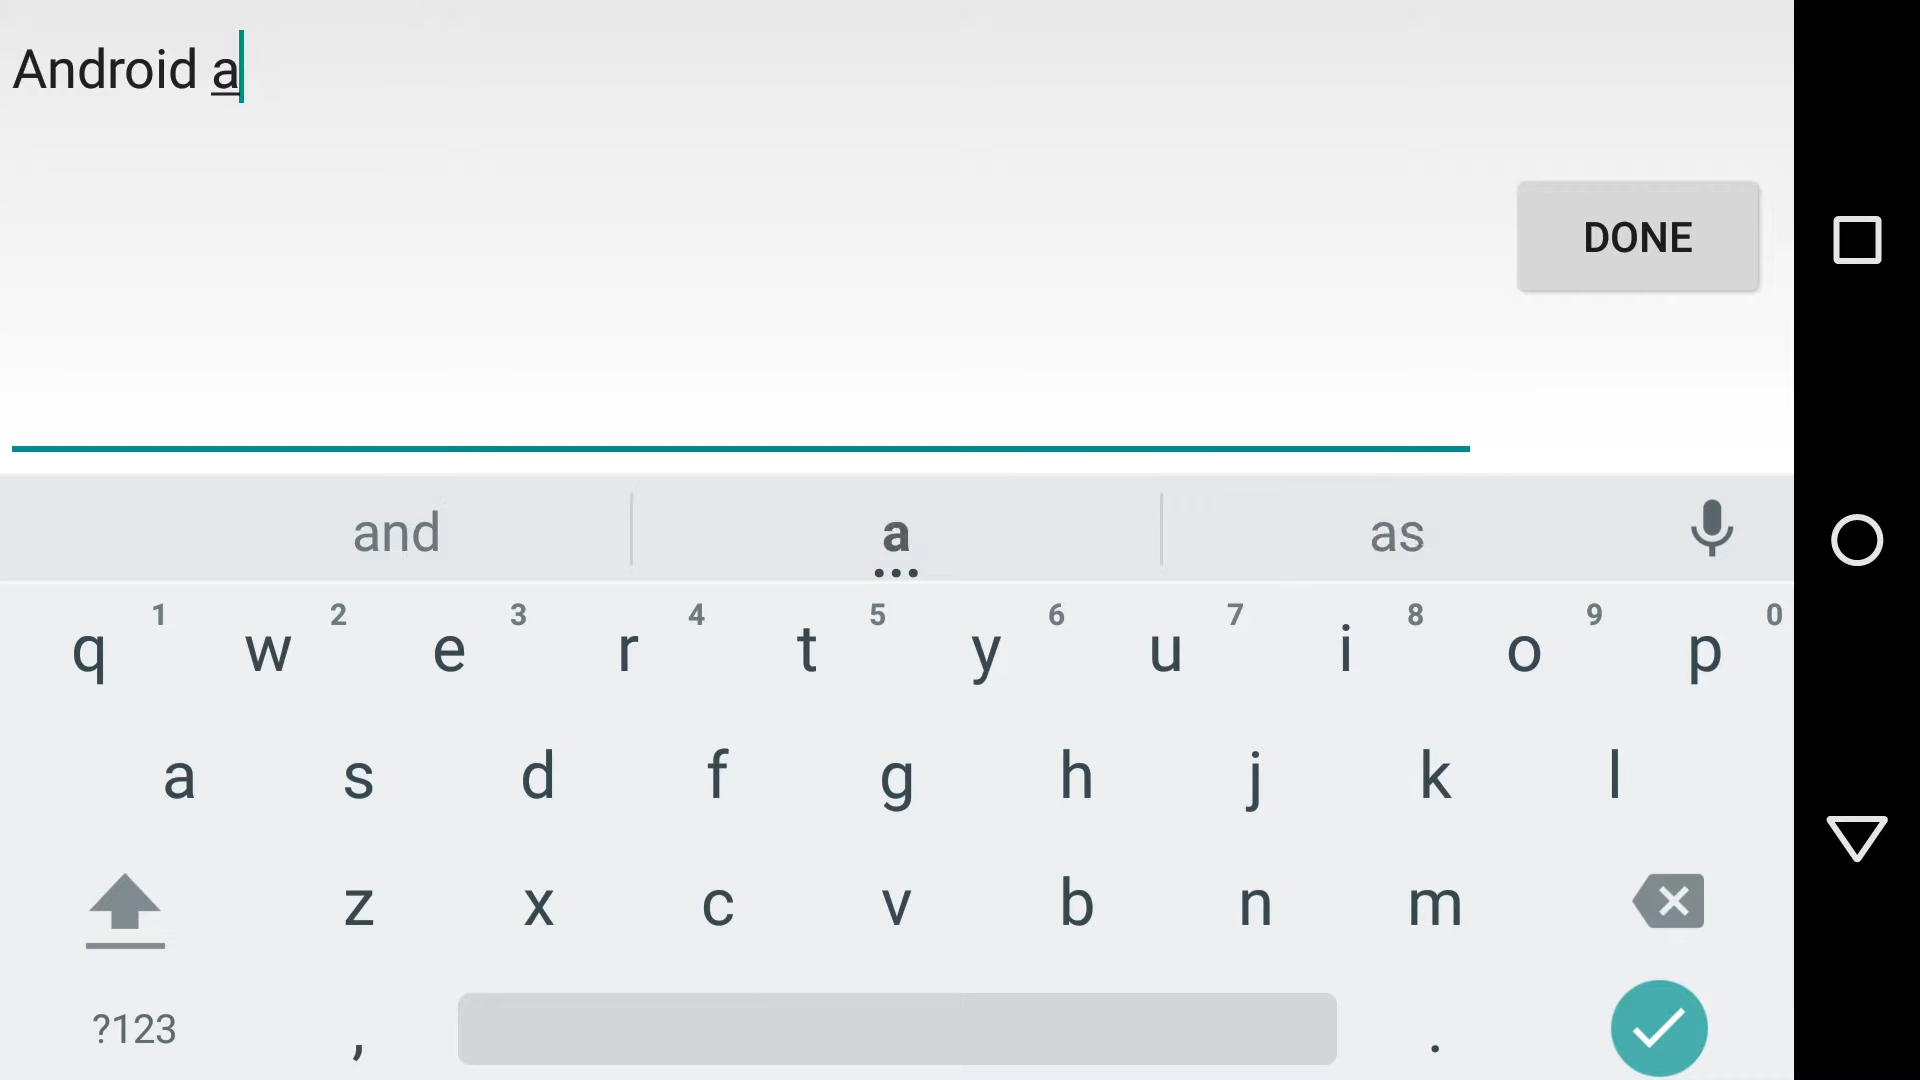 Android a
DONE
and a as
1 2 3 4 5 6 7 8 9 0
q w e r t y u i o p
a s d f g h j k l
z x c v b n m
?123 , .